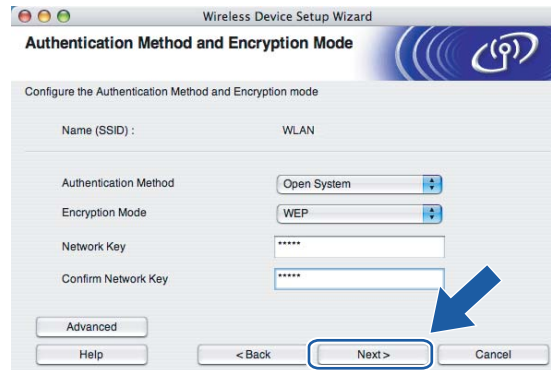 Wireless Device Setup Wizard
Authentication Method and Encryption Mode
Configure the Authentication Method and Encryption mode
Name (SSID) : WLAN
Authentication Method Open System
Encryption Mode WEP
Network Key *****
Confirm Network Key *****
Advanced
Help < Back Next > Cancel